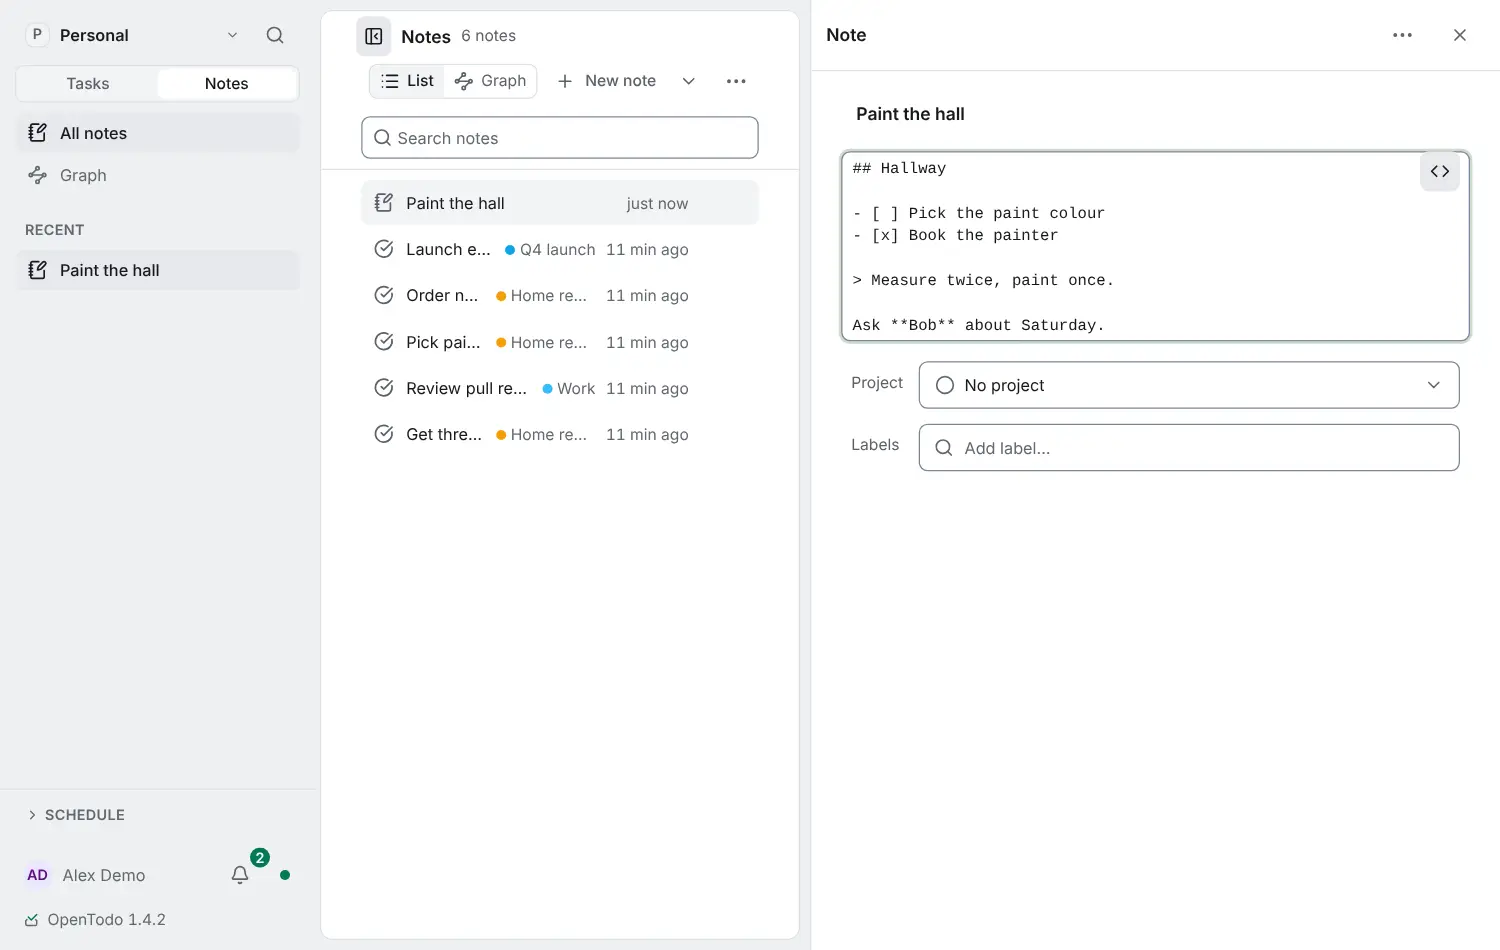 P Personal
Tasks Notes
All notes
Graph
RECENT
Paint the hall
SCHEDULE
AD Alex Demo 2
OpenTodo 1.4.2
Notes 6 notes
List Graph New note
Search notes
Paint the hall just now
Launch e... Q4 launch 11 min ago
Order n... Home re... 11 min ago
Pick pai... Home re... 11 min ago
Review pull re... Work 11 min ago
Get thre... Home re... 11 min ago
Note
Paint the hall
## Hallway
- [ ] Pick the paint colour
- [x] Book the painter
> Measure twice, paint once.
Ask **Bob** about Saturday.
Project No project
Labels Add label...